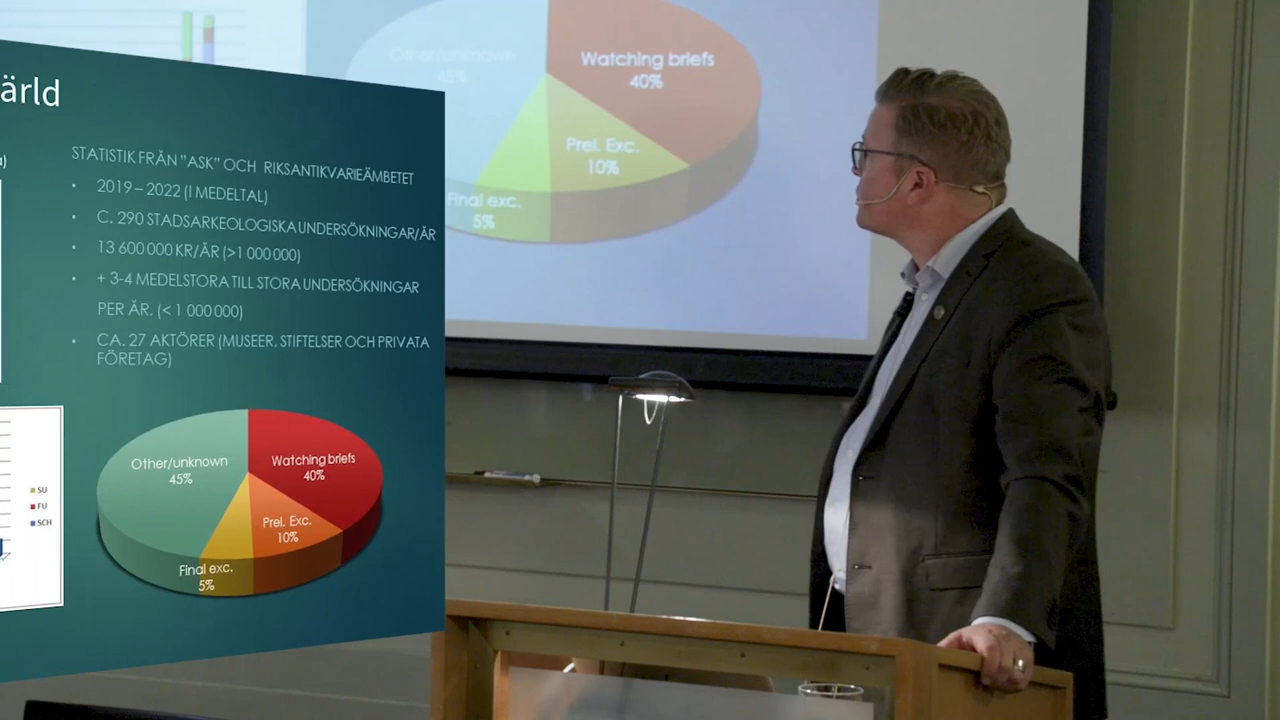 ärld
STATISTIK FRÅN "ASK" OCH RIKSANTIKVARIEÄMBETET
• 2019 – 2022 (I MEDELTAL)
• C. 290 STADSARKEOLOGISKA UNDERSÖKNINGAR/ÅR
• 13 600 000 KR/ÅR (>1 000 000)
• + 3-4 MEDELSTORA TILL STORA UNDERSÖKNINGAR
PER ÅR. (< 1 000 000)
• CA. 27 AKTÖRER (MUSEER, STIFTELSER OCH PRIVATA
FÖRETAG)
Other/unknown
45%
Watching briefs
40%
Prel. Exc.
10%
Final exc.
5%
SU
FU
SCH
Other/unknown
45%
Watching briefs
40%
Prel. Exc.
10%
Final exc.
5%